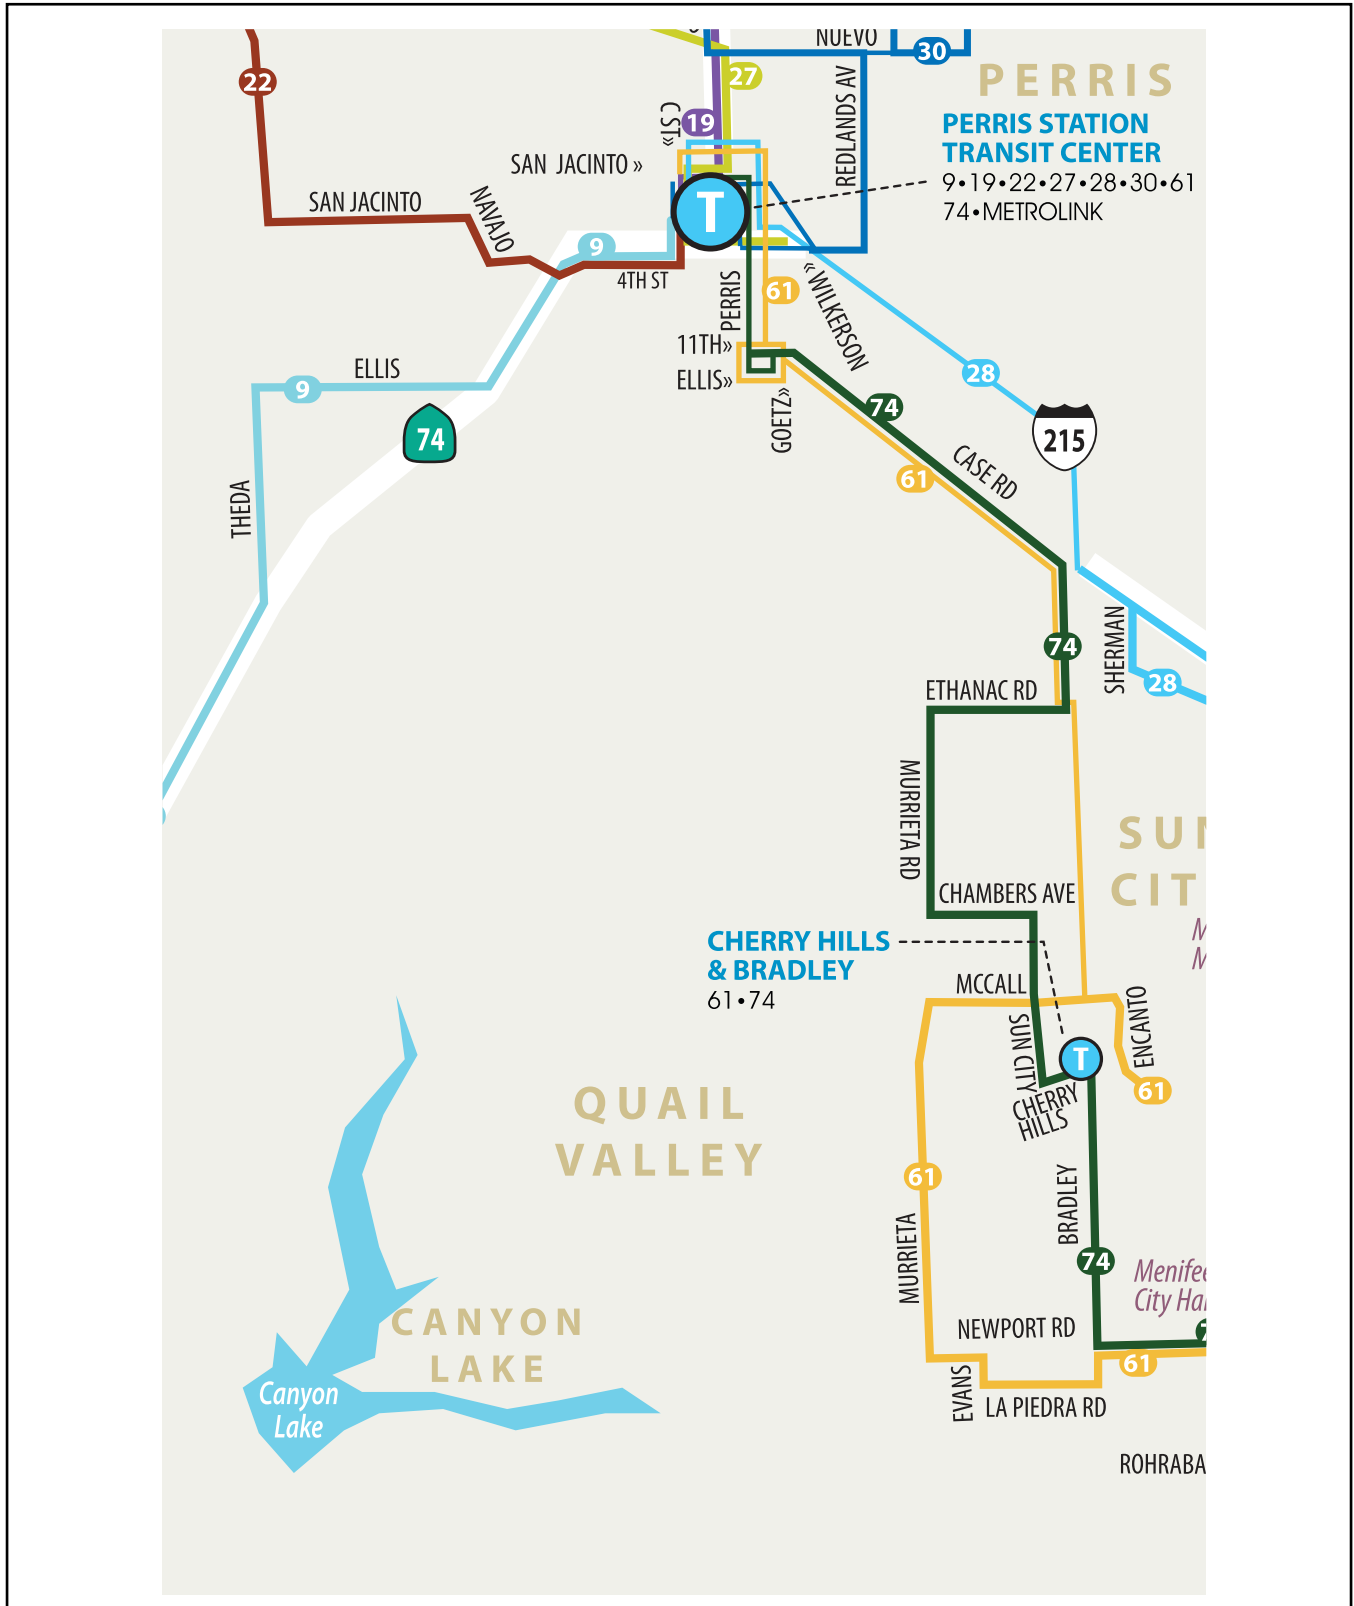 NUEVO
30
PERRIS
22
27
REDLANDS AV
C ST»
19
PERRIS STATION
TRANSIT CENTER
9•19•22•27•28•30•61
74•METROLINK
SAN JACINTO »
SAN JACINTO
NAVAJO
T
9
4TH ST
PERRIS
61
« WILKERSON
11TH»
ELLIS»
GOETZ»
ELLIS
9
28
74
74
215
CASE RD
61
THEDA
74
SHERMAN
28
ETHANAC RD
MURRIETA RD
CHAMBERS AVE
CHERRY HILLS
& BRADLEY
61•74
MCCALL
SUN CITY
ENCANTO
T
CHERRY
HILLS
61
QUAIL
VALLEY
61
BRADLEY
MURRIETA
74
CANYON
LAKE
NEWPORT RD
61
EVANS
LA PIEDRA RD
Canyon
Lake